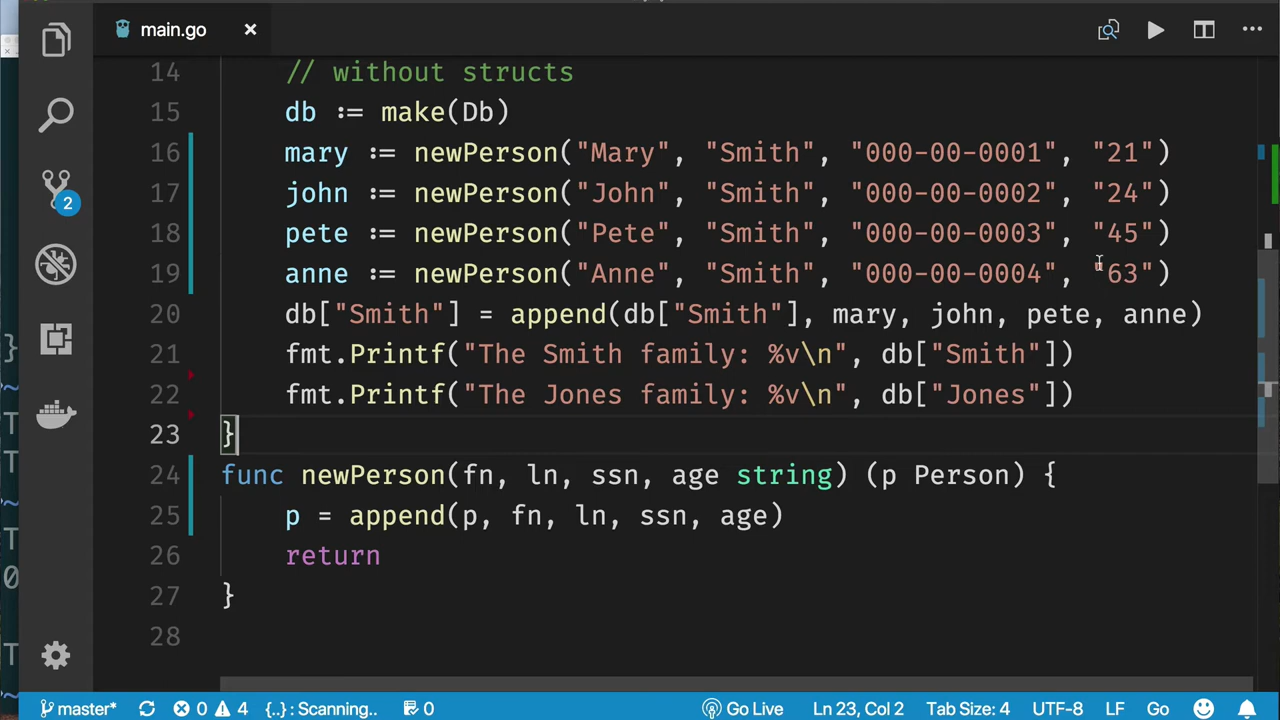 main.go
14 // without structs
15 db := make(Db)
16 mary := newPerson("Mary", "Smith", "000-00-0001", "21")
17 john := newPerson("John", "Smith", "000-00-0002", "24")
18 pete := newPerson("Pete", "Smith", "000-00-0003", "45")
19 anne := newPerson("Anne", "Smith", "000-00-0004", "63")
20 db["Smith"] = append(db["Smith"], mary, john, pete, anne)
21 fmt.Printf("The Smith family: %v\n", db["Smith"])
22 fmt.Printf("The Jones family: %v\n", db["Jones"])
23 }
24 func newPerson(fn, ln, ssn, age string) (p Person) {
25 p = append(p, fn, ln, ssn, age)
26 return
27 }
28
2
}
~
T
T
~
T
0
T
master* 0 4 {..} : Scanning.. 0 Go Live Ln 23, Col 2 Tab Size: 4 UTF-8 LF Go